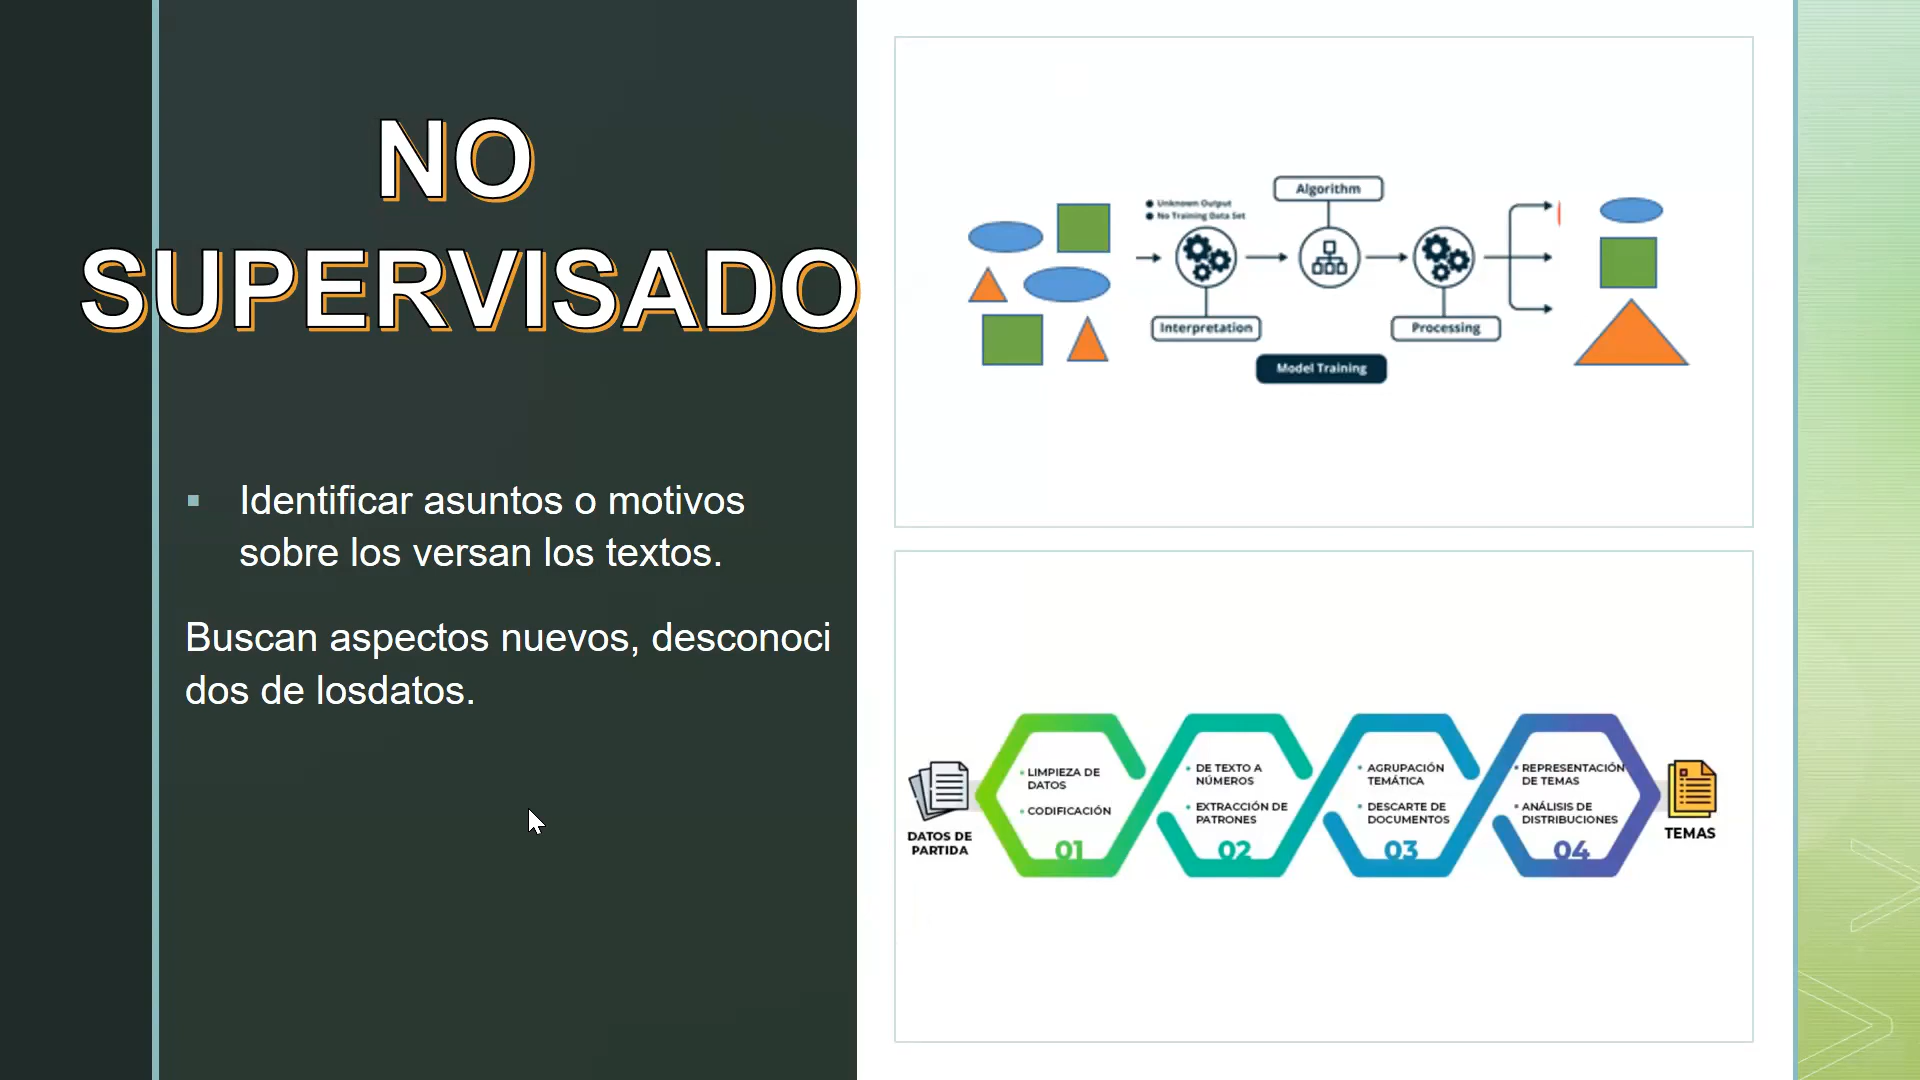 NO
SUPERVISADO
Identificar asuntos o motivos
sobre los versan los textos.
Buscan aspectos nuevos, desconoci
dos de losdatos.
Algorithm
Unknown Output
No Training Data Set
Interpretation
Processing
Model Training
DATOS DE
PARTIDA
LIMPIEZA DE
DATOS
CODIFICACIÓN
01
DE TEXTO A
NÚMEROS
EXTRACCIÓN DE
PATRONES
02
AGRUPACIÓN
TEMÁTICA
DESCARTE DE
DOCUMENTOS
03
REPRESENTACIÓN
DE TEMAS
ANÁLISIS DE
DISTRIBUCIONES
04
TEMAS